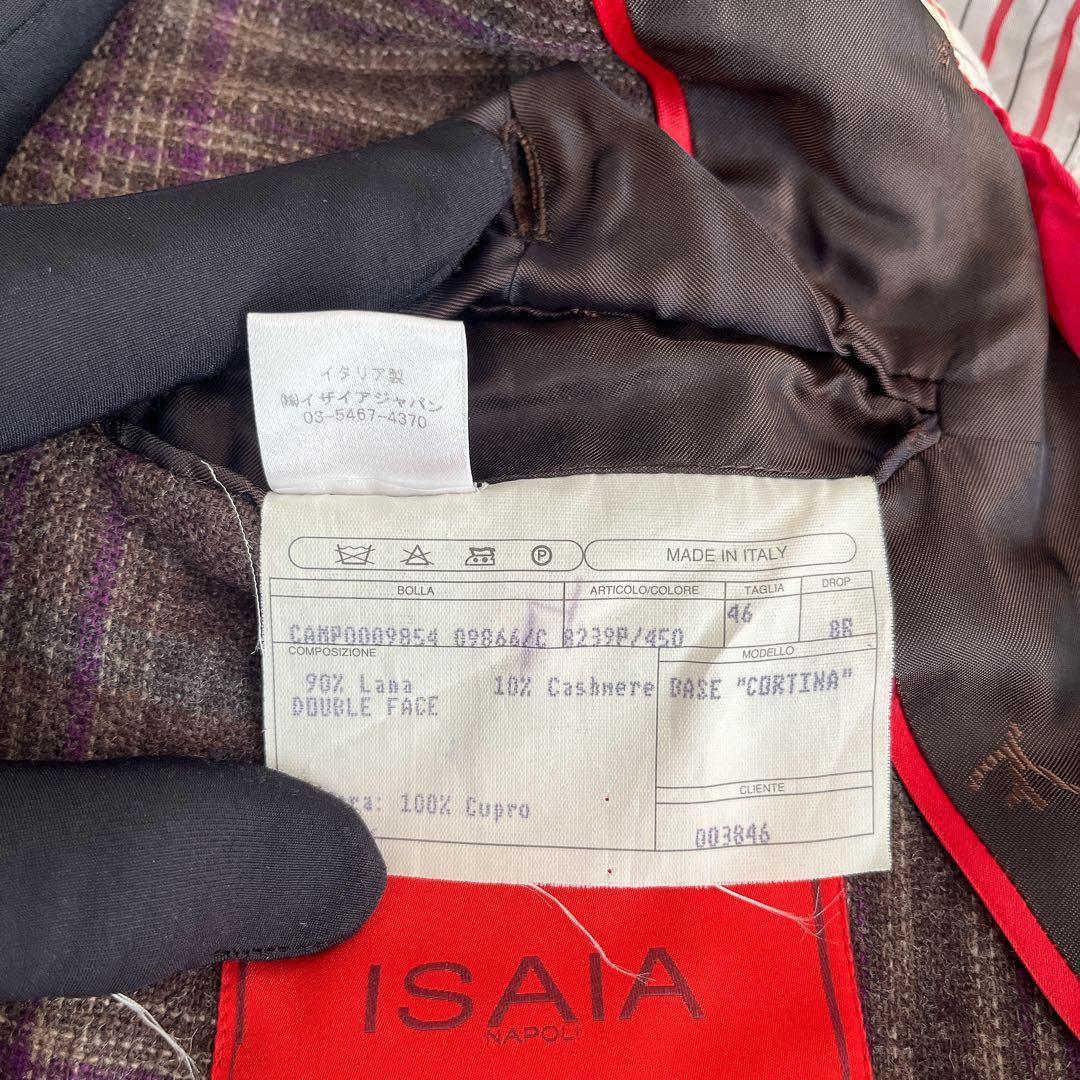 イタリア製
㈱イザイアジャパン
03-5467-4370
P MADE IN ITALY
BOLLA ARTICOLO/COLORE TAGLIA DROP
CAMPO009854 09866/C 8239P/450 46 8R
COMPOSIZIONE MODELLO
90% Lana 10% Cashmere BASE "CORTINA"
DOUBLE FACE
CLIENTE
100% Cupro
003846
ISAIA
NAPOLI